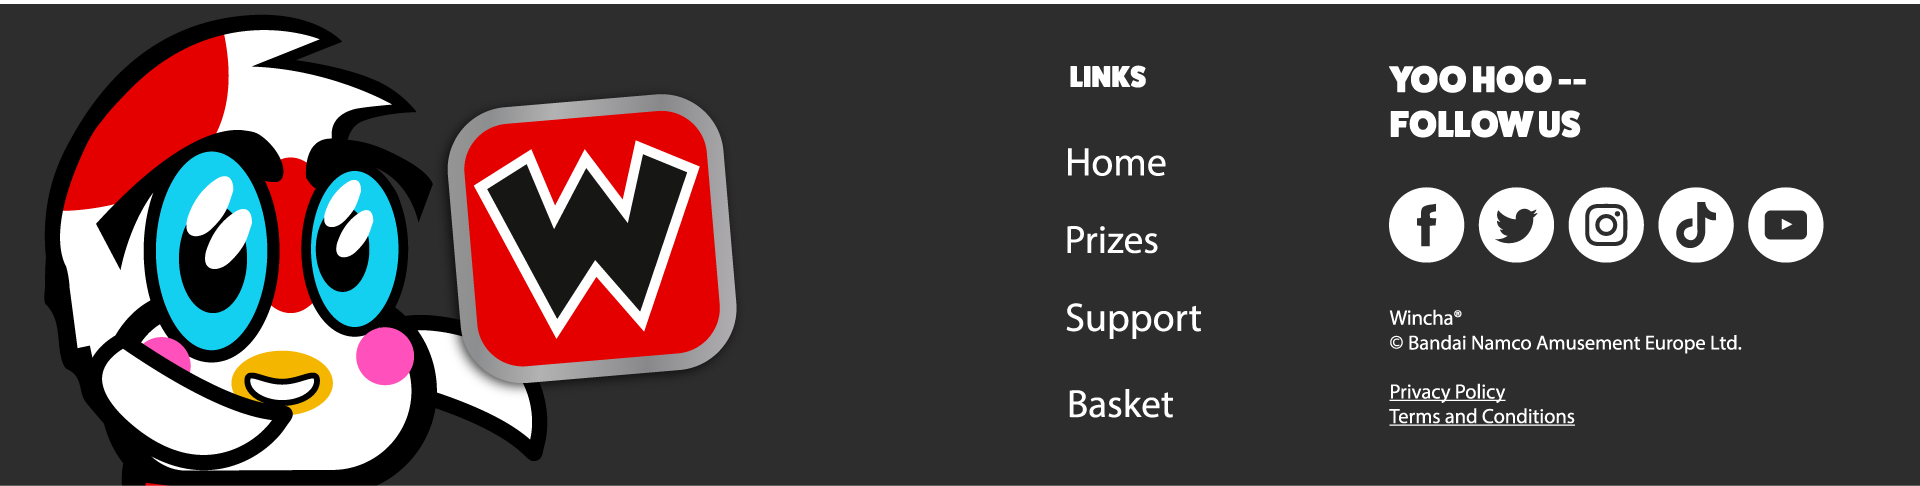 W
LINKS
Home
Prizes
Support
Basket
YOO HOO --
FOLLOW US
Wincha®
© Bandai Namco Amusement Europe Ltd.
Privacy Policy
Terms and Conditions